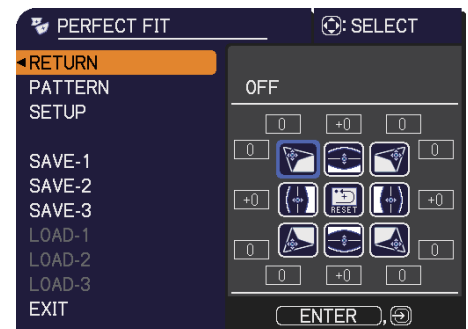 PERFECT FIT
: SELECT
RETURN
PATTERN
SETUP
SAVE-1
SAVE-2
SAVE-3
LOAD-1
LOAD-2
LOAD-3
EXIT
OFF
0 +0 0
0 0
+0 RESET +0
0 0
0 +0 0
ENTER ,